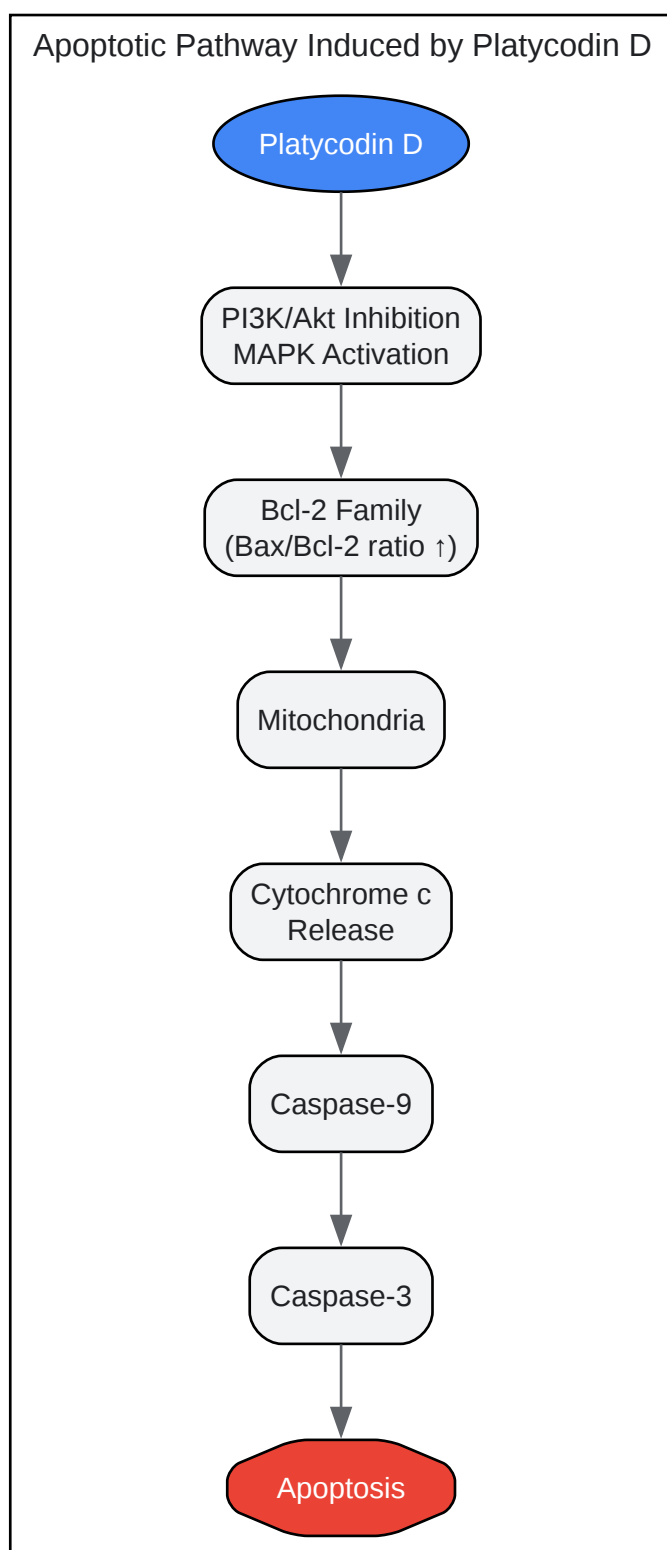 Apoptotic Pathway Induced by Platycodin D
Platycodin D
PI3K/Akt Inhibition
MAPK Activation
Bcl-2 Family
(Bax/Bcl-2 ratio ↑)
Mitochondria
Cytochrome c
Release
Caspase-9
Caspase-3
Apoptosis